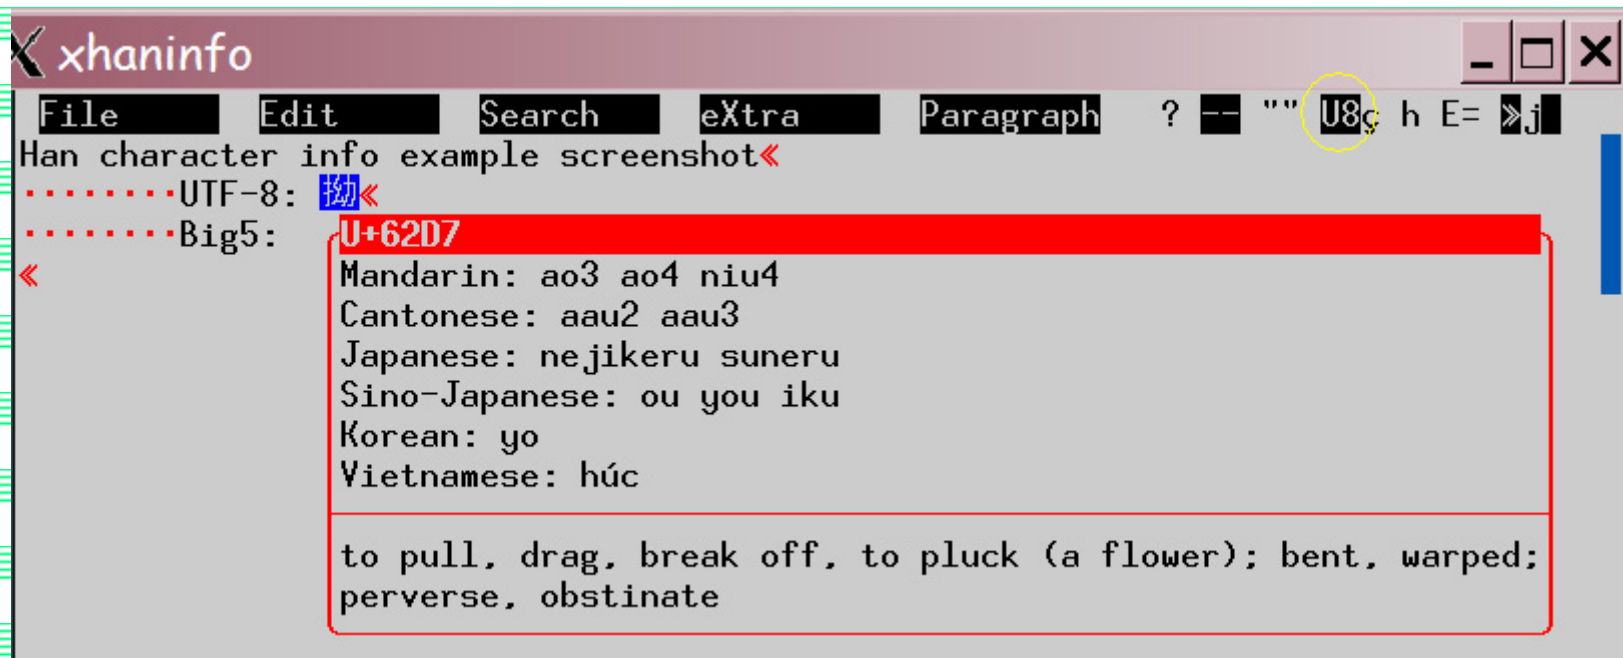 xhaninfo
File Edit Search eXtra Paragraph ? -- "" U8ç h E= »j
Han character info example screenshot«
········UTF-8: 拗«
········Big5:
«
U+62D7
Mandarin: ao3 ao4 niu4
Cantonese: aau2 aau3
Japanese: nejikeru suneru
Sino-Japanese: ou you iku
Korean: yo
Vietnamese: húc
to pull, drag, break off, to pluck (a flower); bent, warped;
perverse, obstinate